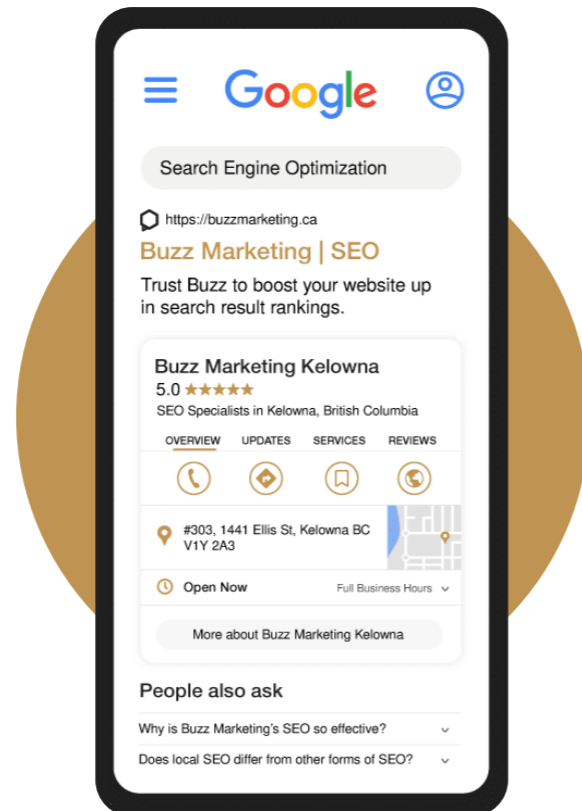 Google
Search Engine Optimization
https://buzzmarketing.ca
Buzz Marketing | SEO
Trust Buzz to boost your website up
in search result rankings.
Buzz Marketing Kelowna
5.0 ★★★★★
SEO Specialists in Kelowna, British Columbia
OVERVIEW UPDATES SERVICES REVIEWS
#303, 1441 Ellis St, Kelowna BC
V1Y 2A3
Open Now Full Business Hours
More about Buzz Marketing Kelowna
People also ask
Why is Buzz Marketing's SEO so effective?
Does local SEO differ from other forms of SEO?